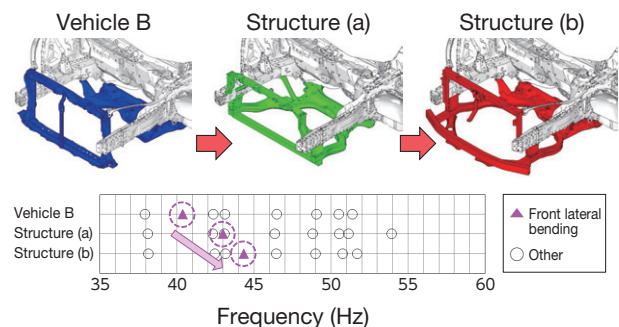 Vehicle B
Structure (a)
Structure (b)
Vehicle B
Structure (a)
Structure (b)
Front lateral
bending
Other
35 40 45 50 55 60
Frequency (Hz)